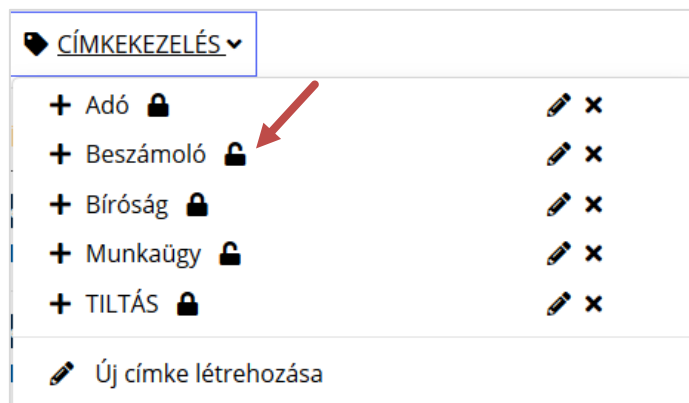 CÍMKEKEZELÉS
Adó
Beszámoló
Bíróság
Munkaügy
TILTÁS
Új címke létrehozása